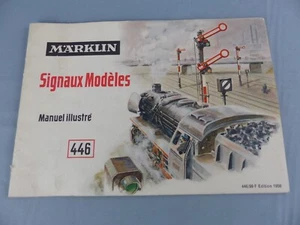 MÄRKLIN
Signaux Modèles
Manuel illustré
446